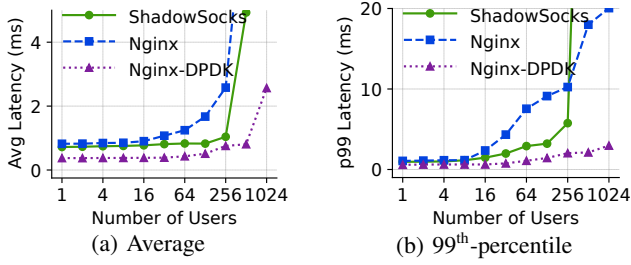 ShadowSocks
Nginx
Nginx-DPDK
Avg Latency (ms)
4
2
0
1 4 16 64 256 1024
Number of Users
(a) Average
ShadowSocks
Nginx
Nginx-DPDK
p99 Latency (ms)
20
10
0
1 4 16 64 256 1024
Number of Users
(b) 99th-percentile